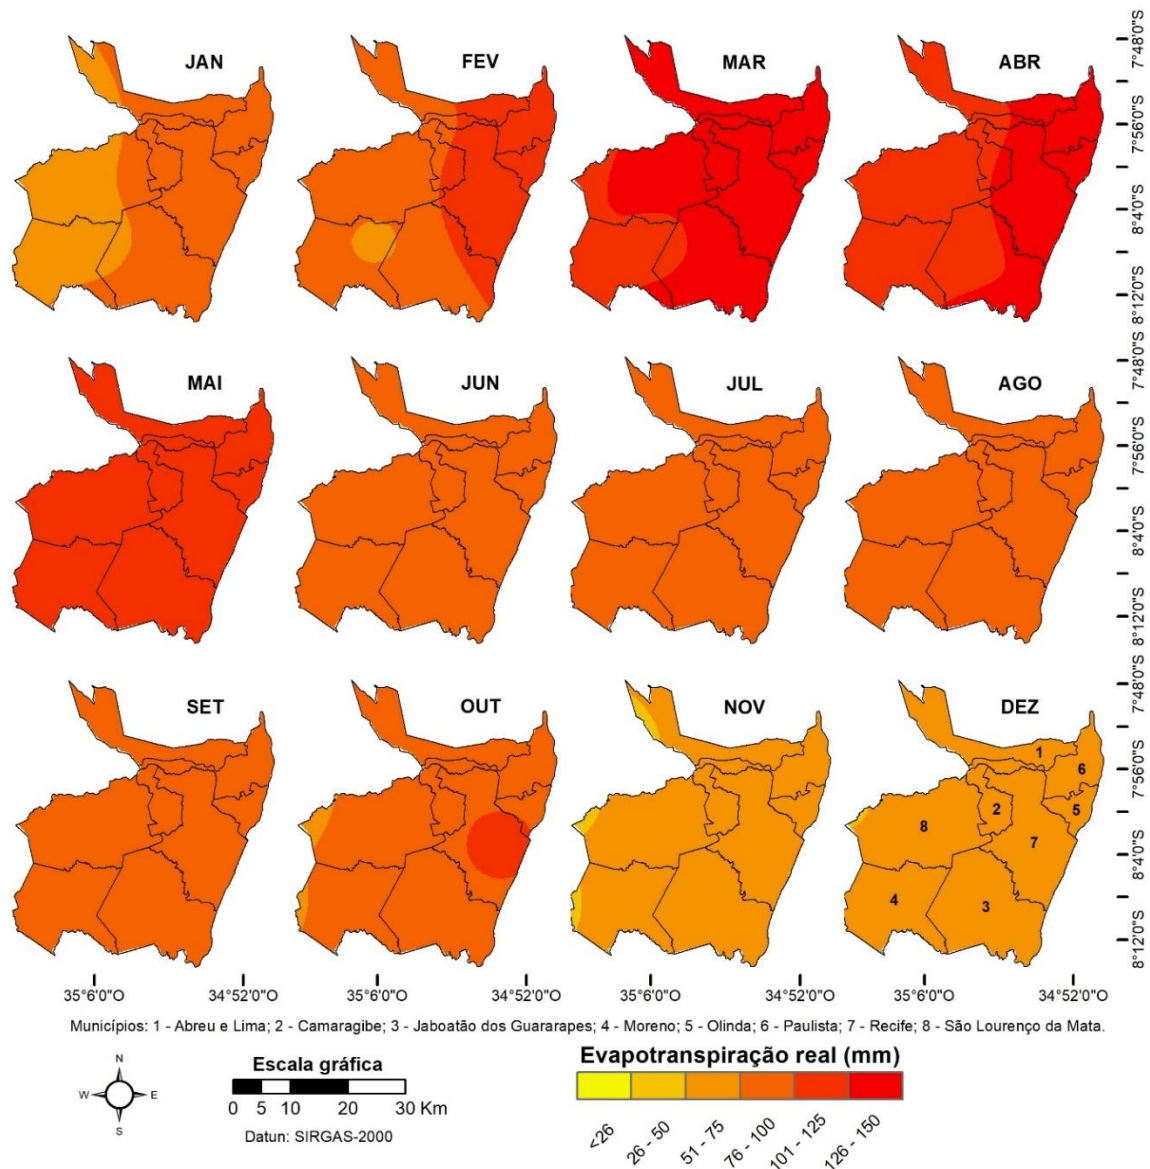 JAN FEV MAR ABR
7°48'0"S
7°56'0"S
8°4'0"S
8°12'0"S
MAI JUN JUL AGO
7°48'0"S
7°56'0"S
8°4'0"S
8°12'0"S
SET OUT NOV DEZ
7°48'0"S
7°56'0"S
8°4'0"S
8°12'0"S
1
6
2
5
8
7
4
3
35°6'0"O 34°52'0"O 35°6'0"O 34°52'0"O 35°6'0"O 34°52'0"O 35°6'0"O 34°52'0"O
Municípios: 1 - Abreu e Lima; 2 - Camaragibe; 3 - Jaboatão dos Guararapes; 4 - Moreno; 5 - Olinda; 6 - Paulista; 7 - Recife; 8 - São Lourenço da Mata.
N
W E
S
Escala gráfica
0 5 10 20 30 Km
Datun: SIRGAS-2000
Evapotranspiração real (mm)
<26 26 - 50 51 - 75 76 - 100 101 - 125 126 - 150